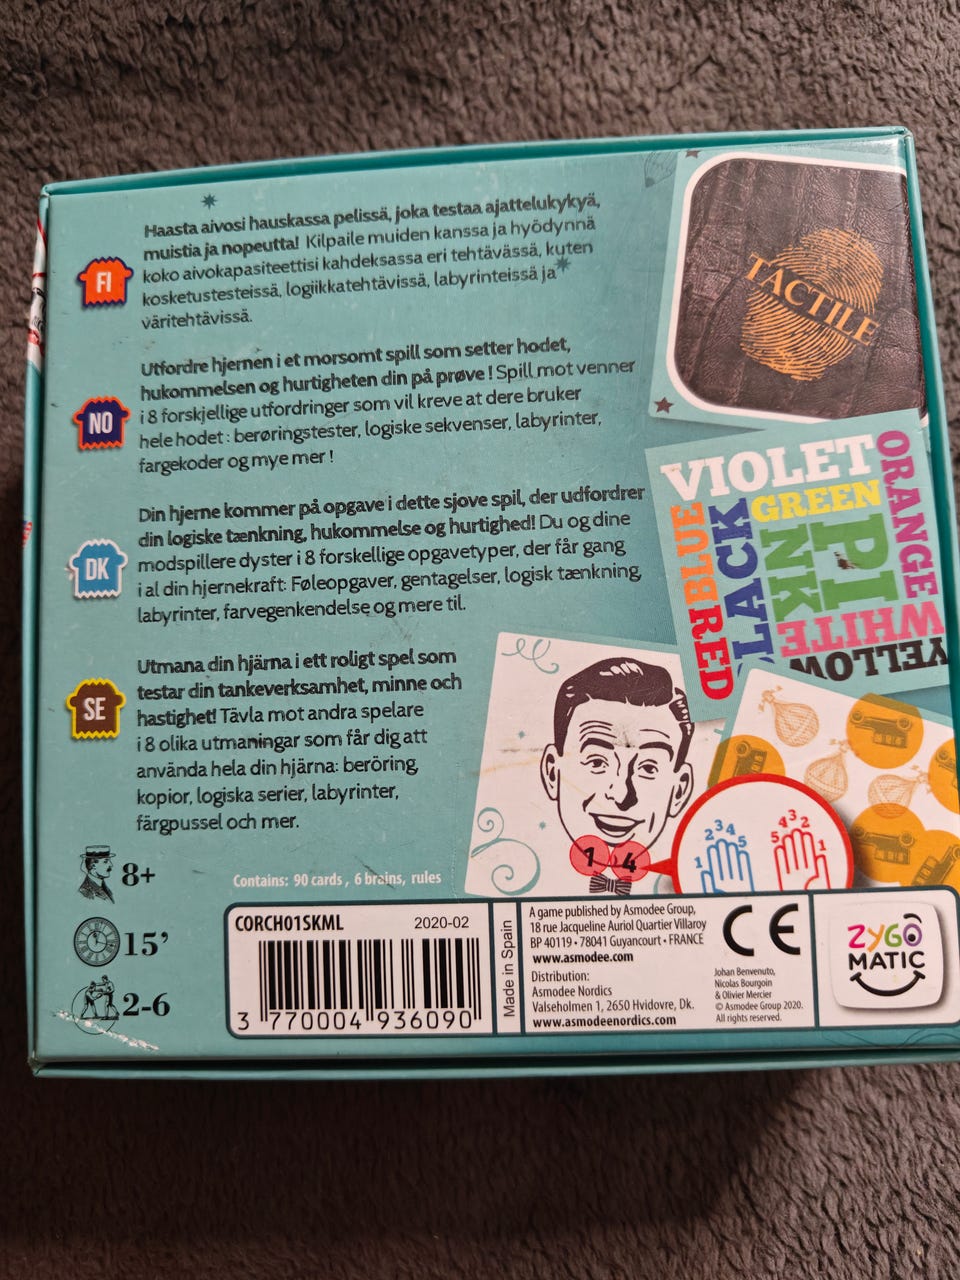 FI
Haasta aivosi hauskassa pelissä, joka testaa ajattelukykyä,
muistia ja nopeutta! Kilpaile muiden kanssa ja hyödynnä
koko aivokapasiteettisi kahdeksassa eri tehtävässä, kuten
kosketustesteissä, logiikkatehtävissä, labyrinteissä ja
väritehtävissä.
NO
Utfordre hjernen i et morsomt spill som setter hodet,
hukommelsen og hurtigheten din på prøve ! Spill mot venner
i 8 forskjellige utfordringer som vil kreve at dere bruker
hele hodet : berøringstester, logiske sekvenser, labyrinter,
fargekoder og mye mer !
DK
Din hjerne kommer på opgave i dette sjove spil, der udfordrer
din logiske tænkning, hukommelse og hurtighed! Du og dine
modspillere dyster i 8 forskellige opgavetyper, der får gang
i al din hjernekraft: Føleopgaver, gentagelser, logisk tænkning,
labyrinter, farvegenkendelse og mere til.
SE
Utmana din hjärna i ett roligt spel som
testar din tankeverksamhet, minne och
hastighet! Tävla mot andra spelare
i 8 olika utmaningar som får dig att
använda hela din hjärna: beröring,
kopior, logiska serier, labyrinter,
färgpussel och mer.
TACTILE
VIOLET
GREEN
ORANGE
BLUE
RED
BLACK
PINK
WHITE
YELLOW
1 4
1 2 3 4 5
5 4 3 2 1
8+
15’
2-6
Contains: 90 cards , 6 brains, rules
CORCH01SKML
2020-02
3 770004 936090
Made in Spain
A game published by Asmodee Group,
18 rue Jacqueline Auriol Quartier Villaroy
BP 40119 • 78041 Guyancourt • FRANCE
www.asmodee.com
Distribution:
Asmodee Nordics
Valseholmen 1, 2650 Hvidovre, Dk.
www.asmodeenordics.com
CE
Johan Benvenuto,
Nicolas Bourgoin
& Olivier Mercier
© Asmodee Group 2020.
All rights reserved.
ZYGO
MATIC